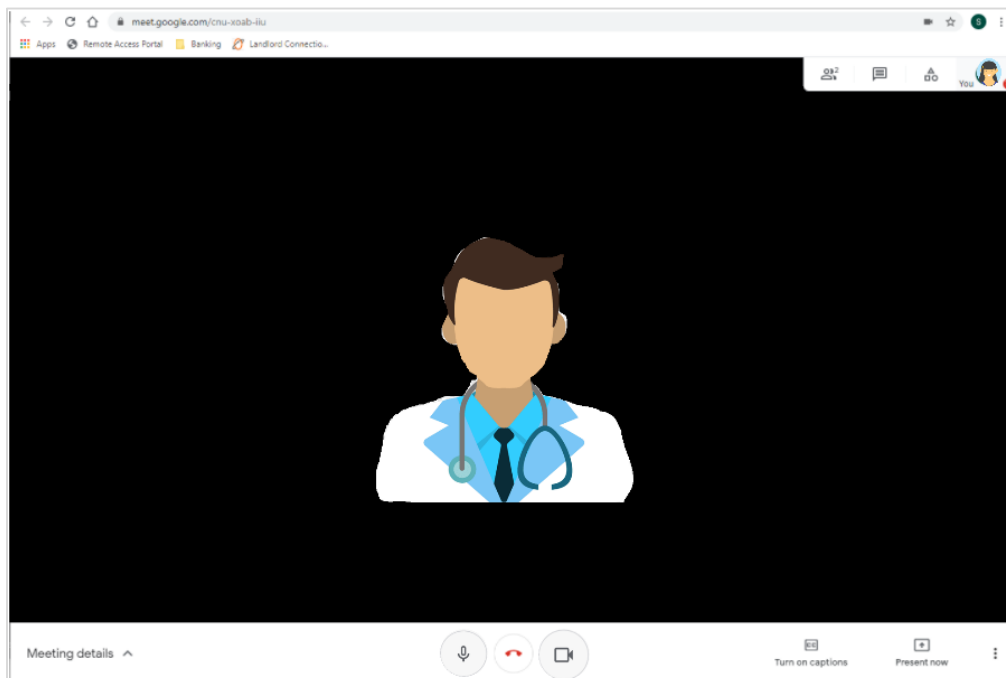 meet.google.com/cnu-xoab-iiu
S
Apps Remote Access Portal Banking Landlord Connectio...
2
You
Meeting details
Turn on captions
Present now